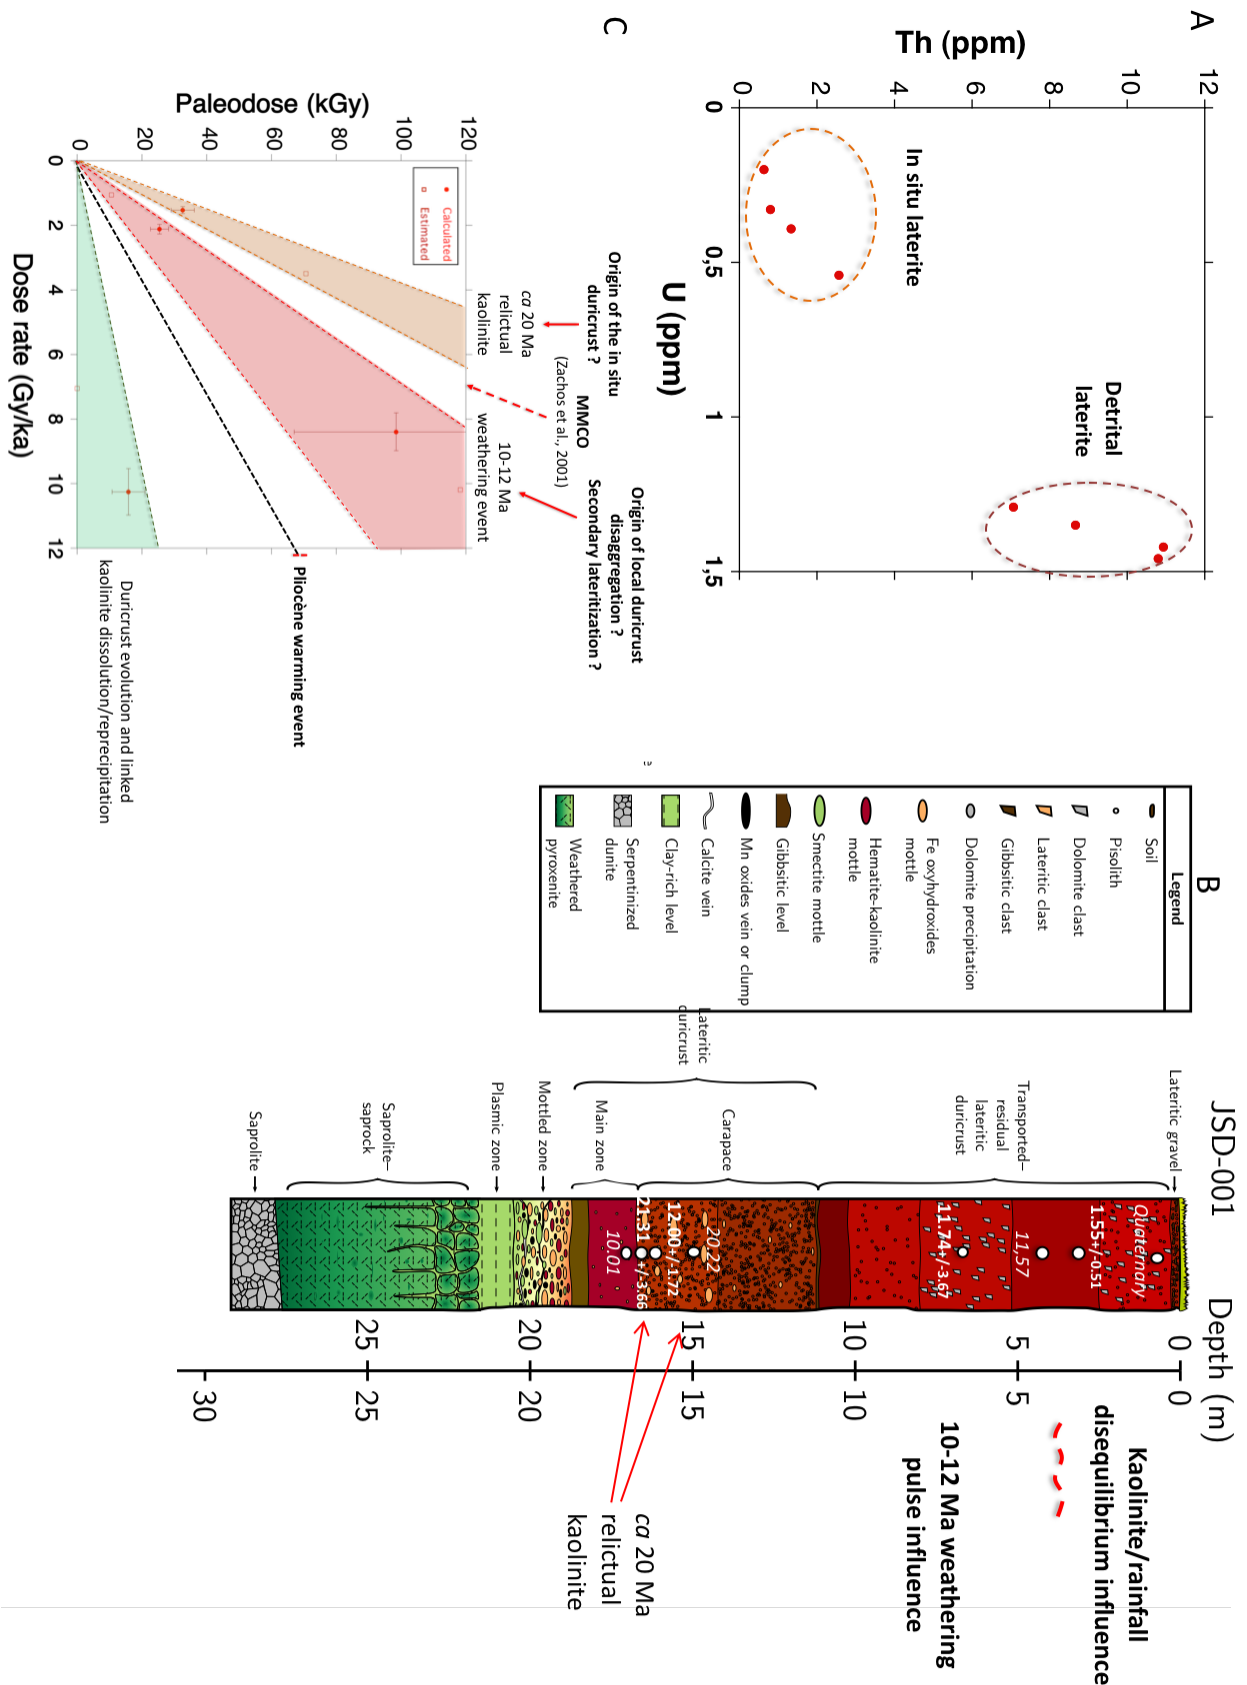 A
Th (ppm)
0
2
4
6
8
10
12
0
0,5
1
1,5
U (ppm)
In situ laterite
Detrital
laterite
C
Paleodose (kGy)
0
20
40
60
80
100
120
0
2
4
6
8
10
12
Dose rate (Gy/ka)
Calculated
Estimated
Origin of the in situ
duricrust ?
ca 20 Ma
relictual
kaolinite
MMCO
(Zachos et al., 2001)
Origin of local duricrust
disaggregation ?
Secondary lateritization ?
10-12 Ma
weathering event
Pliocène warming event
Duricrust evolution and linked
kaolinite dissolution/reprecipitation
B
Legend
Soil
Pisolith
Dolomite clast
Lateritic clast
Gibbsitic clast
Dolomite precipitation
Fe oxyhydroxides
mottle
Hematite-kaolinite
mottle
Smectite mottle
Gibbsitic level
Mn oxides vein or clump
Calcite vein
Clay-rich level
Serpentinized
dunite
Weathered
pyroxenite
JSD-001
Depth (m)
Lateritic gravel
Transported–
residual
lateritic
duricrust
Lateritic
duricrust
Carapace
Main zone
Mottled zone
Plasmic zone
Saprolite–
saprock
Saprolite
Quaternary
1.55+/-0.51
11,57
11.74+/-3.67
20.22
12.00+/-1.72
21.31 +/-3.66
10.01
0
5
10
15
20
25
0
5
10
15
20
25
30
Kaolinite/rainfall
disequilibrium influence
10-12 Ma weathering
pulse influence
ca 20 Ma
relictual
kaolinite